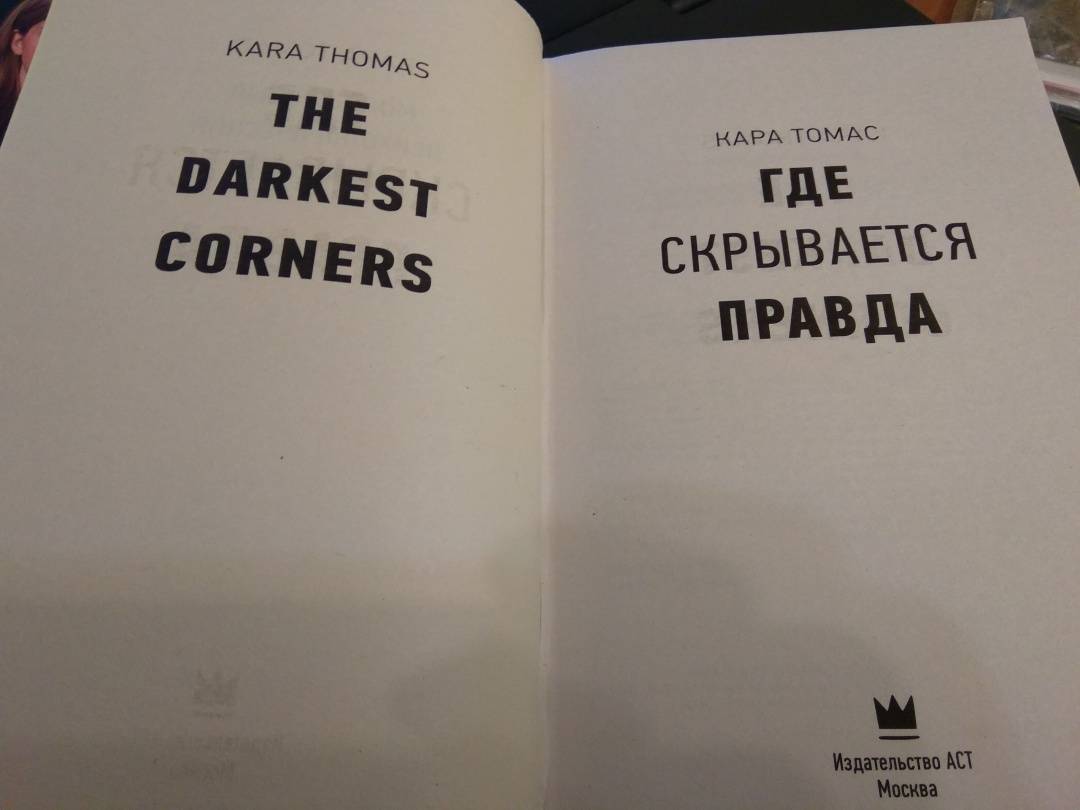 KARA THOMAS
THE
DARKEST
CORNERS
КАРА ТОМАС
ГДЕ
СКРЫВАЕТСЯ
ПРАВДА
Издательство АСТ
Москва